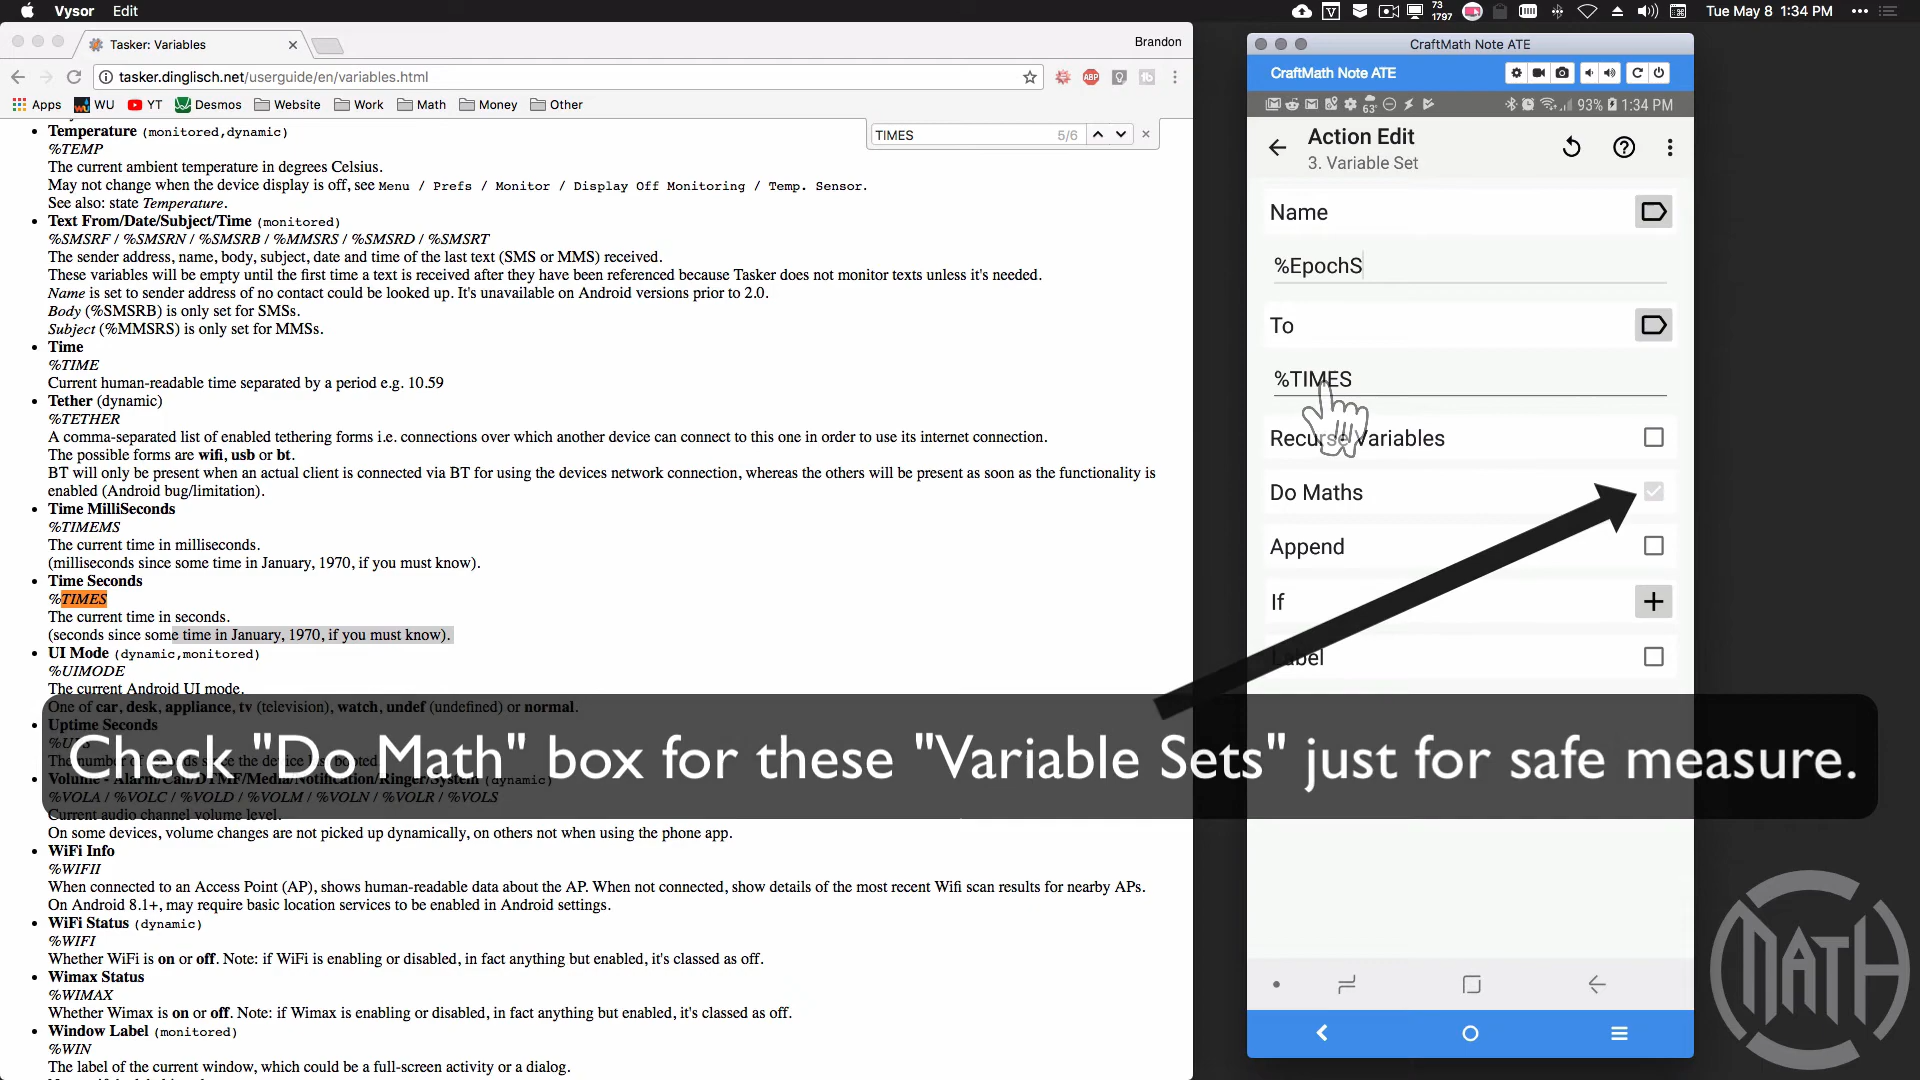 Vysor Edit
73
1797
Tue May 8 1:34 PM
Tasker: Variables
Brandon
tasker.dinglisch.net/userguide/en/variables.html
ABP
Apps WU YT Desmos Website Work Math Money Other
TIMES 5/6
Temperature (monitored,dynamic)
%TEMP
The current ambient temperature in degrees Celsius.
May not change when the device display is off, see Menu / Prefs / Monitor / Display Off Monitoring / Temp. Sensor.
See also: state Temperature.
Text From/Date/Subject/Time (monitored)
%SMSRF / %SMSRN / %SMSRB / %MMSRS / %SMSRD / %SMSRT
The sender address, name, body, subject, date and time of the last text (SMS or MMS) received.
These variables will be empty until the first time a text is received after they have been referenced because Tasker does not monitor texts unless it's needed.
Name is set to sender address of no contact could be looked up. It's unavailable on Android versions prior to 2.0.
Body (%SMSRB) is only set for SMSs.
Subject (%MMSRS) is only set for MMSs.
Time
%TIME
Current human-readable time separated by a period e.g. 10.59
Tether (dynamic)
%TETHER
A comma-separated list of enabled tethering forms i.e. connections over which another device can connect to this one in order to use its internet connection.
The possible forms are wifi, usb or bt.
BT will only be present when an actual client is connected via BT for using the devices network connection, whereas the others will be present as soon as the functionality is
enabled (Android bug/limitation).
Time MilliSeconds
%TIMEMS
The current time in milliseconds.
(milliseconds since some time in January, 1970, if you must know).
Time Seconds
%TIMES
The current time in seconds.
(seconds since some time in January, 1970, if you must know).
UI Mode (dynamic,monitored)
%UIMODE
The current Android UI mode.
One of car, desk, appliance, tv (television), watch, undef (undefined) or normal.
Uptime Seconds
The number of seconds since the device
Volume - Alarm/Call/DTMF/Media/Notification/Ringer/System (dynamic)
%VOLA / %VOLC / %VOLD / %VOLM / %VOLN / %VOLR / %VOLS
Current audio channel volume level.
On some devices, volume changes are not picked up dynamically, on others not when using the phone app.
WiFi Info
%WIFII
When connected to an Access Point (AP), shows human-readable data about the AP. When not connected, show details of the most recent Wifi scan results for nearby APs.
On Android 8.1+, may require basic location services to be enabled in Android settings.
WiFi Status (dynamic)
%WIFI
Whether WiFi is on or off. Note: if WiFi is enabling or disabled, in fact anything but enabled, it's classed as off.
Wimax Status
%WIMAX
Whether Wimax is on or off. Note: if Wimax is enabling or disabled, in fact anything but enabled, it's classed as off.
Window Label (monitored)
%WIN
The label of the current window, which could be a full-screen activity or a dialog.
CraftMath Note ATE
CraftMath Note ATE
63° 93% 1:34 PM
Action Edit
3. Variable Set
Name
%EpochS
To
%TIMES
Recurse Variables
Do Maths
Append
If
Label
Check "Do Math" box for these "Variable Sets" just for safe measure.
MATH